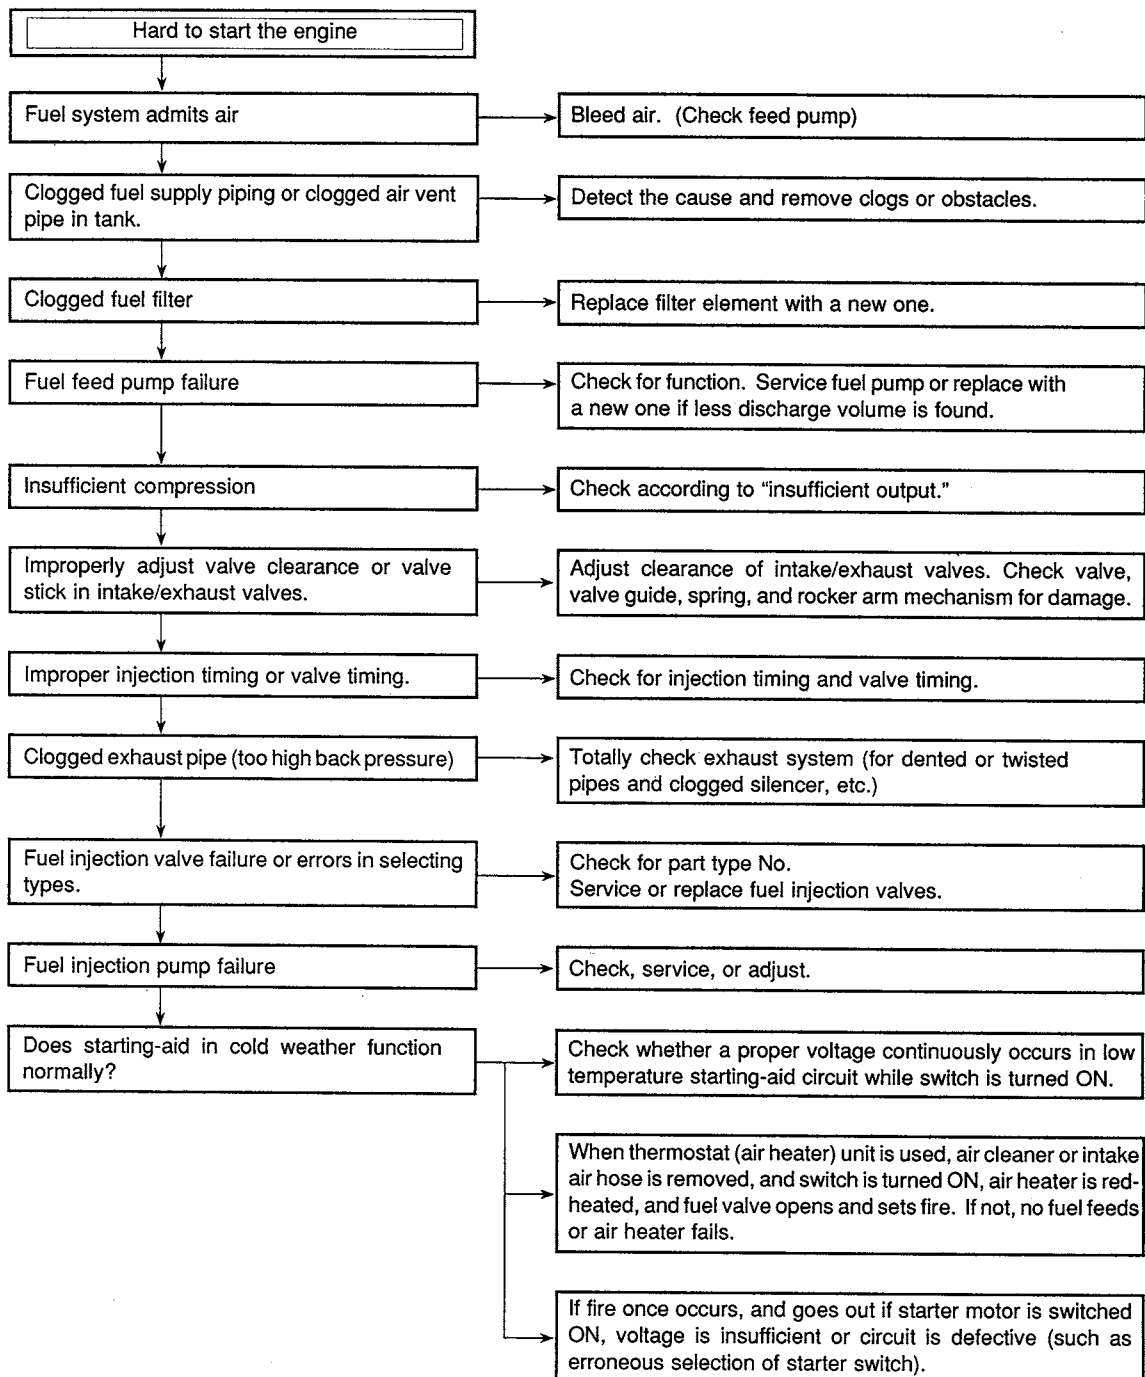 Hard to start the engine
Fuel system admits air
Bleed air. (Check feed pump)
Clogged fuel supply piping or clogged air vent
pipe in tank.
Detect the cause and remove clogs or obstacles.
Clogged fuel filter
Replace filter element with a new one.
Fuel feed pump failure
Check for function. Service fuel pump or replace with
a new one if less discharge volume is found.
Insufficient compression
Check according to “insufficient output.”
Improperly adjust valve clearance or valve
stick in intake/exhaust valves.
Adjust clearance of intake/exhaust valves. Check valve,
valve guide, spring, and rocker arm mechanism for damage.
Improper injection timing or valve timing.
Check for injection timing and valve timing.
Clogged exhaust pipe (too high back pressure)
Totally check exhaust system (for dented or twisted
pipes and clogged silencer, etc.)
Fuel injection valve failure or errors in selecting
types.
Check for part type No.
Service or replace fuel injection valves.
Fuel injection pump failure
Check, service, or adjust.
Does starting-aid in cold weather function
normally?
Check whether a proper voltage continuously occurs in low
temperature starting-aid circuit while switch is turned ON.
When thermostat (air heater) unit is used, air cleaner or intake
air hose is removed, and switch is turned ON, air heater is red-
heated, and fuel valve opens and sets fire. If not, no fuel feeds
or air heater fails.
If fire once occurs, and goes out if starter motor is switched
ON, voltage is insufficient or circuit is defective (such as
erroneous selection of starter switch).